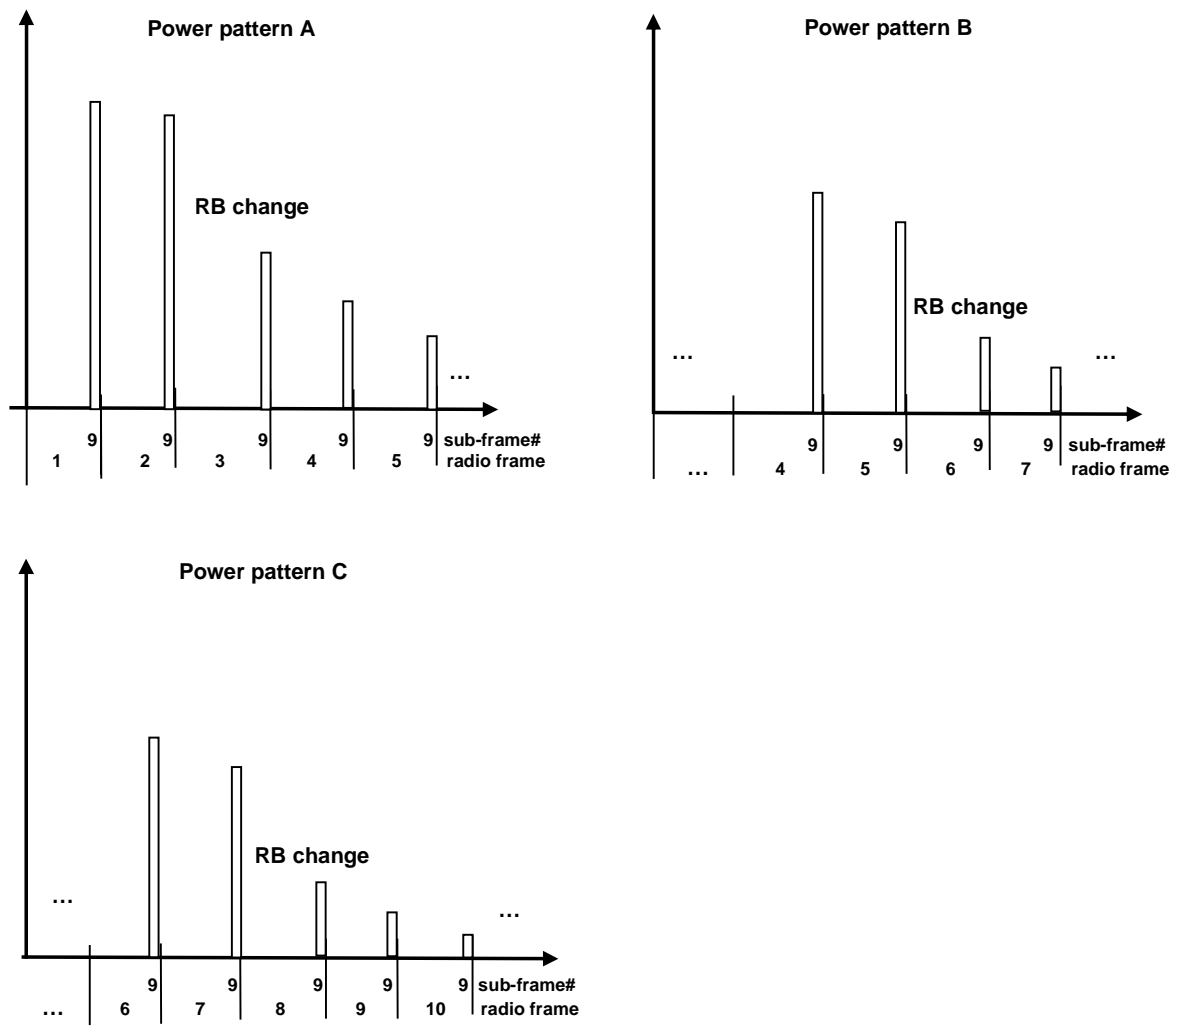 Power pattern A
RB change
...
9 9 9 9 9 sub-frame#
1 2 3 4 5 radio frame
Power pattern B
RB change
... ...
9 9 9 9 sub-frame#
... 4 5 6 7 radio frame
Power pattern C
RB change
... ...
9 9 9 9 9 sub-frame#
... 6 7 8 9 10 radio frame